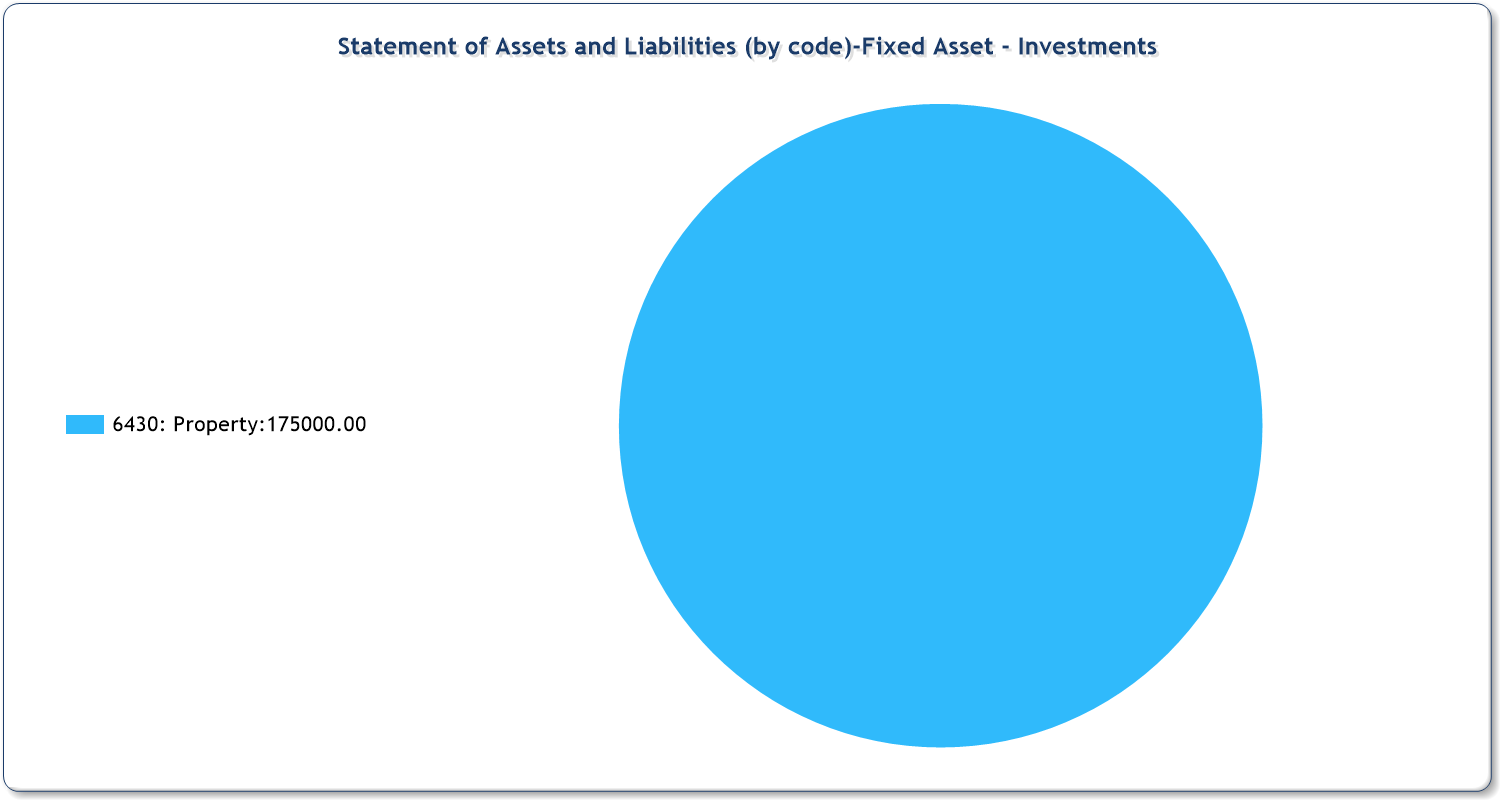 Statement of Assets and Liabilities (by code)-Fixed Asset - Investments
6430: Property:175000.00